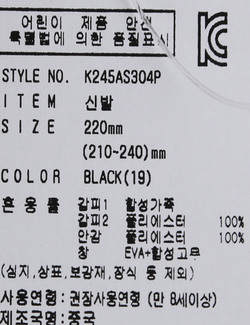 어린이 제품 안전
특별법에 의한 품질표시
STYLE NO. K245AS304P
ITEM 신발
SIZE 220mm
(210~240)mm
COLOR BLACK(19)
혼용률 갑피1 합성가죽
갑피2 폴리에스터 100%
안감 폴리에스터 100%
창 EVA+합성고무
(심지,상표,보강재,장식 등 제외)
사용연령: 권장사용연령 (만 8세이상)
제조국명: 중국